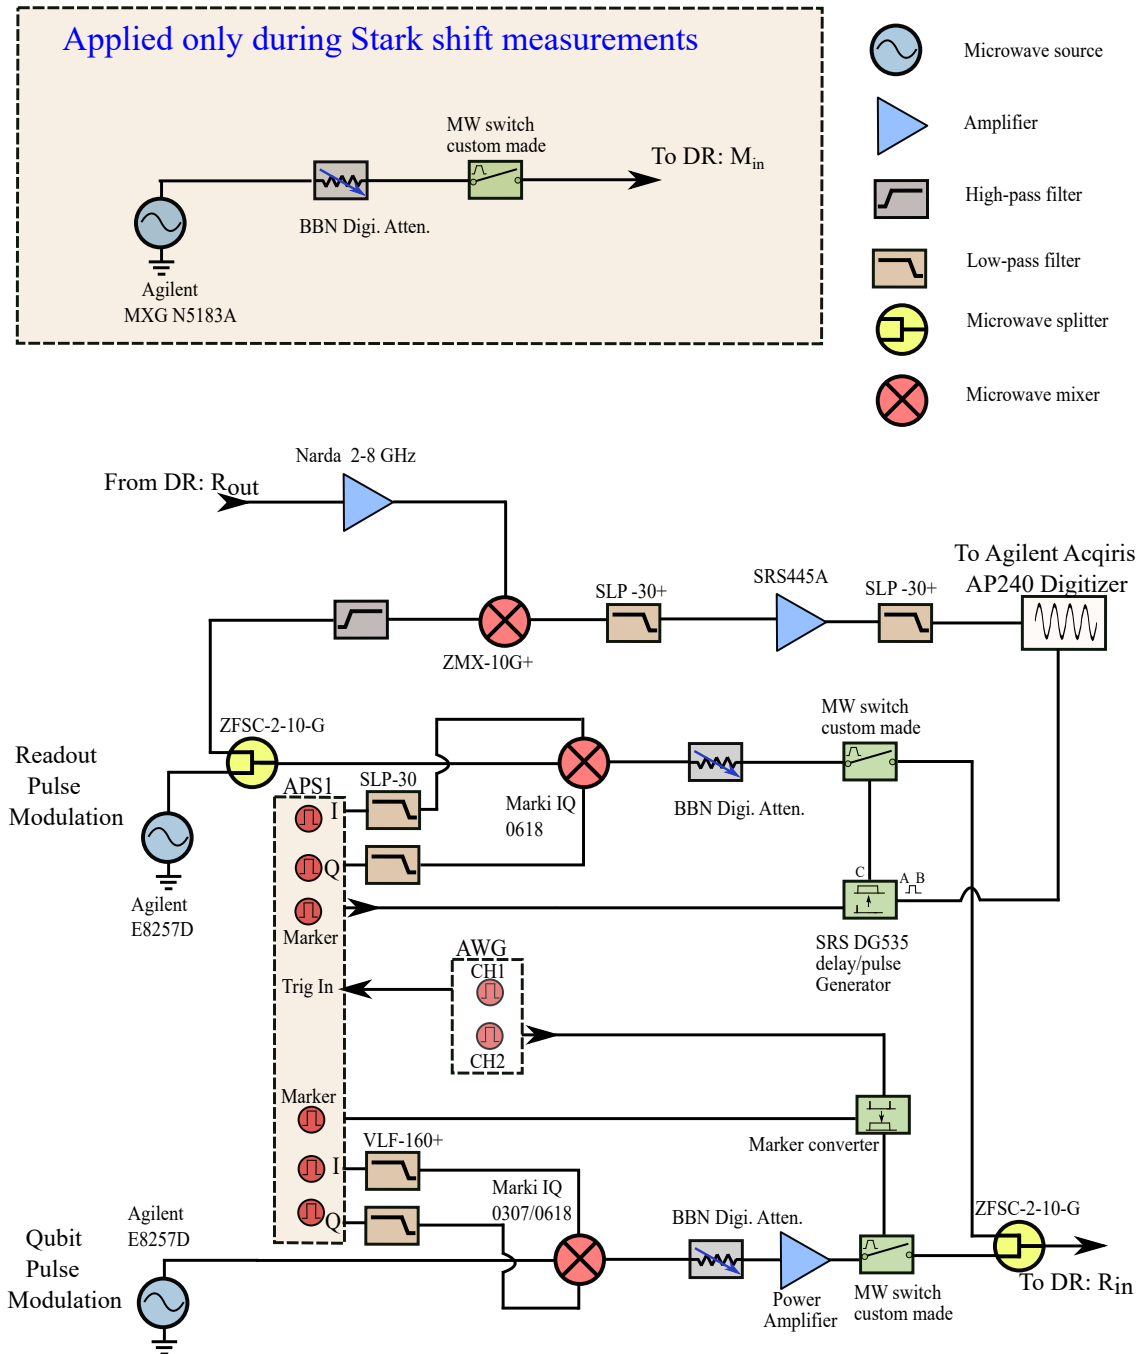 Applied only during Stark shift measurements
MW switch
custom made
To DR: Min
BBN Digi. Atten.
Agilent
MXG N5183A
Microwave source
Amplifier
High-pass filter
Low-pass filter
Microwave splitter
Microwave mixer
Narda 2-8 GHz
From DR: Rout
To Agilent Acqiris
AP240 Digitizer
SRS445A
SLP -30+
SLP -30+
ZMX-10G+
ZFSC-2-10-G
MW switch
custom made
Readout
Pulse
Modulation
APS1
SLP-30
I
Marki IQ
0618
BBN Digi. Atten.
Q
C
A B
Agilent
E8257D
Marker
SRS DG535
delay/pulse
Generator
AWG
CH1
Trig In
CH2
Marker
Marker converter
VLF-160+
I
Marki IQ
0307/0618
Q
Agilent
E8257D
BBN Digi. Atten.
ZFSC-2-10-G
Qubit
Pulse
Modulation
To DR: Rin
Power
Amplifier
MW switch
custom made